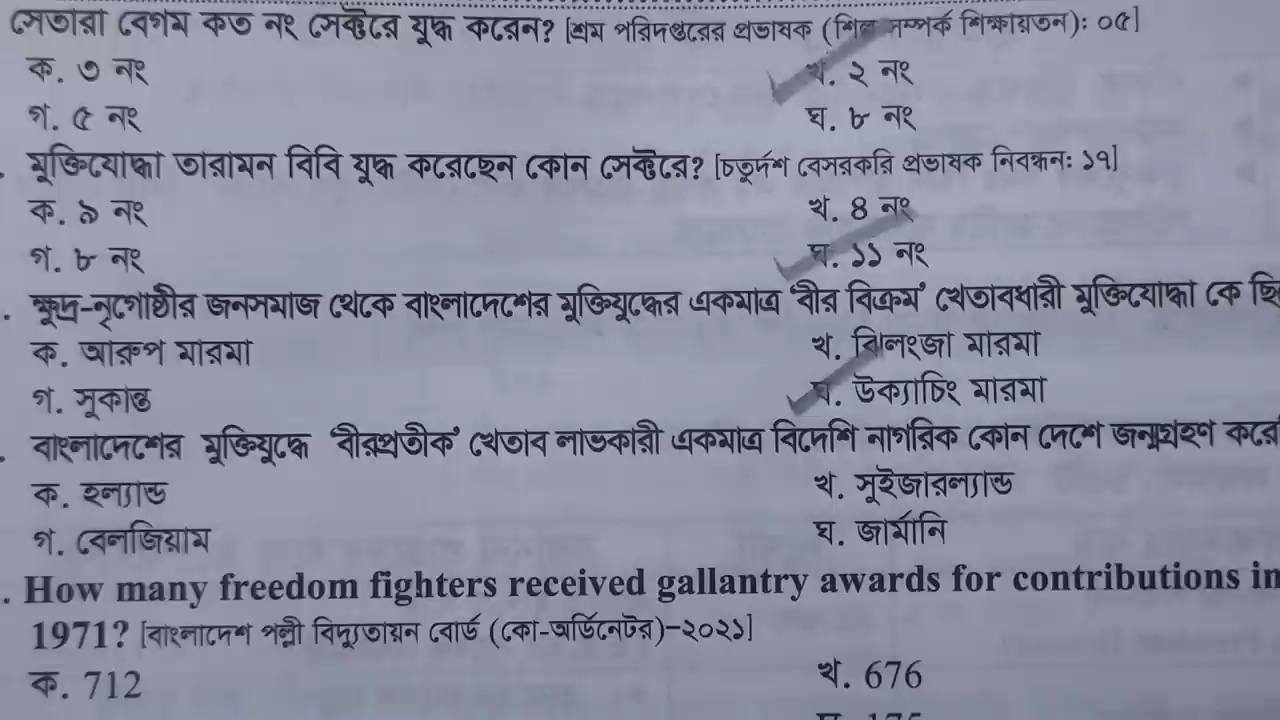 সেতারা বেগম কত নং সেক্টরে যুদ্ধ করেন? [শ্রম পরিদপ্তরের প্রভাষক (শিল্প সম্পর্ক শিক্ষায়তন): ০৫]
ক. ৩ নং খ. ২ নং
গ. ৫ নং ঘ. ৮ নং
. মুক্তিযোদ্ধা তারামন বিবি যুদ্ধ করেছেন কোন সেক্টরে? [চতুর্দশ বেসরকরি প্রভাষক নিবন্ধন: ১৭]
ক. ৯ নং খ. ৪ নং
গ. ৮ নং ঘ. ১১ নং
. ক্ষুদ্র-নৃগোষ্ঠীর জনসমাজ থেকে বাংলাদেশের মুক্তিযুদ্ধের একমাত্র ‘বীর বিক্রম’ খেতাবধারী মুক্তিযোদ্ধা কে ছি
ক. আরুপ মারমা খ. ঝিলংজা মারমা
গ. সুকান্ত ঘ. উক্যাচিং মারমা
. বাংলাদেশের মুক্তিযুদ্ধে ‘বীরপ্রতীক’ খেতাব লাভকারী একমাত্র বিদেশি নাগরিক কোন দেশে জন্মগ্রহণ করে
ক. হল্যান্ড খ. সুইজারল্যান্ড
গ. বেলজিয়াম ঘ. জার্মানি
. How many freedom fighters received gallantry awards for contributions in
1971? [বাংলাদেশ পল্লী বিদ্যুতায়ন বোর্ড (কো-অর্ডিনেটর)-২০২১]
ক. 712 খ. 676